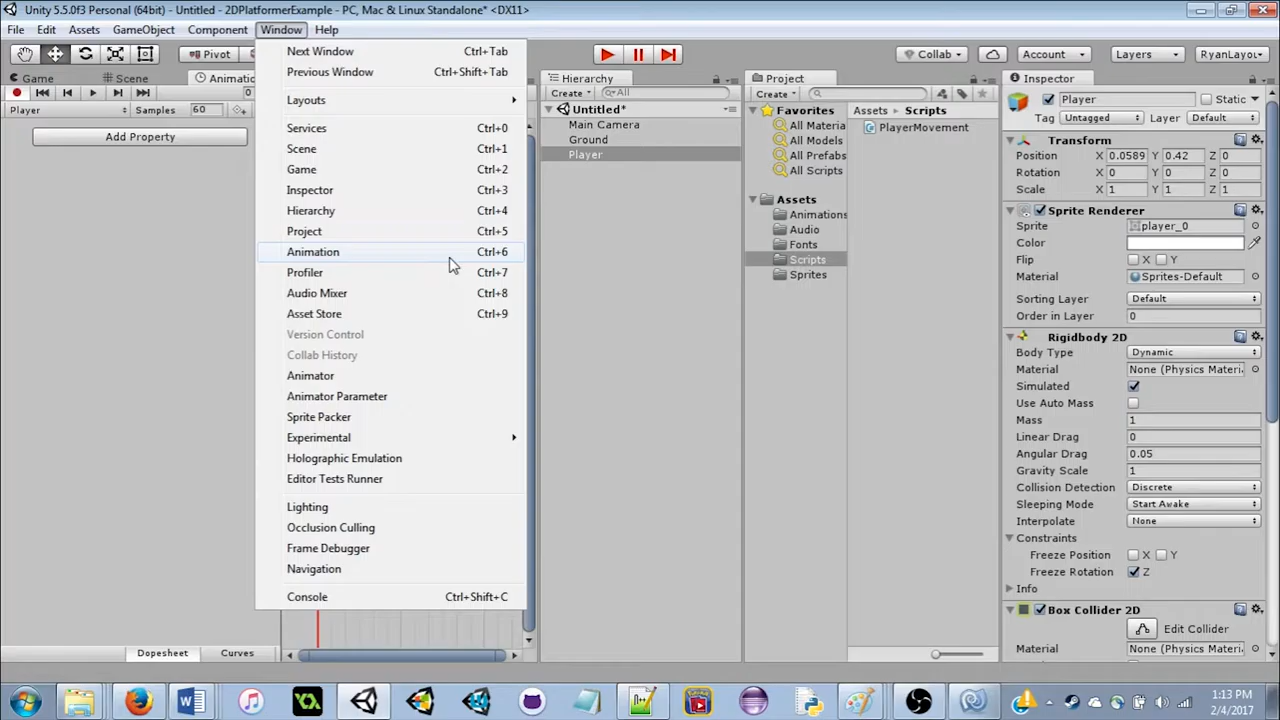 Unity 5.5.0f3 Personal (64bit) - Untitled - 2DPlatformerExample - PC, Mac & Linux Standalone* <DX11>
File Edit Assets GameObject Component Window Help
Pivot Collab Account Layers RyanLayou
Game Scene Animatio
0
Player Samples 60
Add Property
Dopesheet Curves
Next Window Ctrl+Tab
Previous Window Ctrl+Shift+Tab
Layouts
Services Ctrl+0
Scene Ctrl+1
Game Ctrl+2
Inspector Ctrl+3
Hierarchy Ctrl+4
Project Ctrl+5
Animation Ctrl+6
Profiler Ctrl+7
Audio Mixer Ctrl+8
Asset Store Ctrl+9
Version Control
Collab History
Animator
Animator Parameter
Sprite Packer
Experimental
Holographic Emulation
Editor Tests Runner
Lighting
Occlusion Culling
Frame Debugger
Navigation
Console Ctrl+Shift+C
Hierarchy
Create All
Untitled*
Main Camera
Ground
Player
Project
Create
Favorites
All Materia
All Models
All Prefabs
All Scripts
Assets
Animations
Audio
Fonts
Scripts
Sprites
Assets Scripts
PlayerMovement
Inspector
Player Static
Tag Untagged Layer Default
Transform
Position X 0.0589 Y 0.42 Z 0
Rotation X 0 Y 0 Z 0
Scale X 1 Y 1 Z 1
Sprite Renderer
Sprite player_0
Color
Flip X Y
Material Sprites-Default
Sorting Layer Default
Order in Layer 0
Rigidbody 2D
Body Type Dynamic
Material None (Physics Materi
Simulated
Use Auto Mass
Mass 1
Linear Drag 0
Angular Drag 0.05
Gravity Scale 1
Collision Detection Discrete
Sleeping Mode Start Awake
Interpolate None
Constraints
Freeze Position X Y
Freeze Rotation Z
Info
Box Collider 2D
Edit Collider
Material None (Physics Materi
1:13 PM
2/4/2017